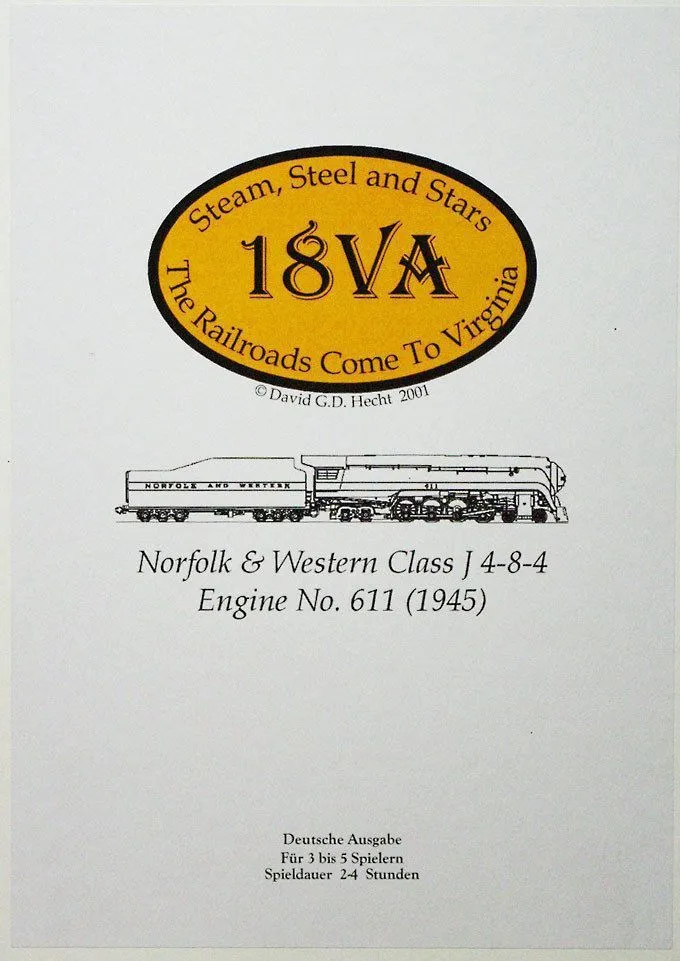 Steam, Steel and Stars
18VA
The Railroads Come To Virginia
© David G.D. Hecht 2001
NORFOLK AND WESTERN
611
Norfolk & Western Class J 4-8-4
Engine No. 611 (1945)
Deutsche Ausgabe
Für 3 bis 5 Spielern
Spieldauer 2-4 Stunden